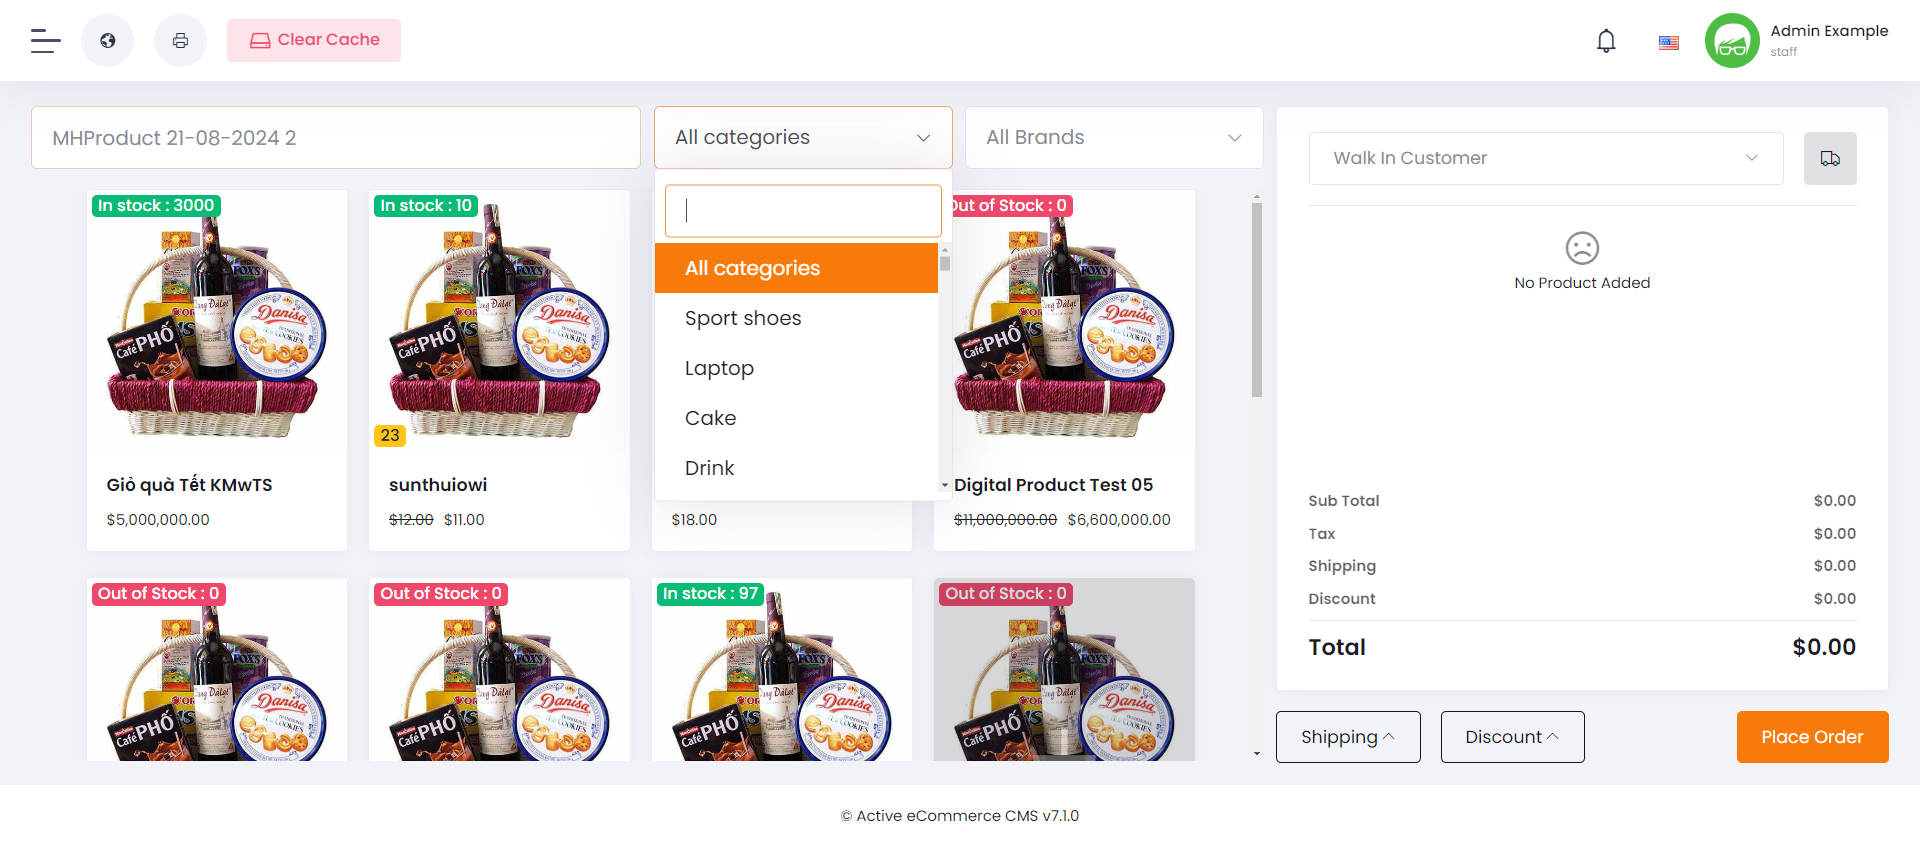 Clear Cache
Admin Example
staff
MHProduct 21-08-2024 2
All categories
All Brands
Walk In Customer
In stock : 3000
In stock : 10
Out of Stock : 0
All categories
Sport shoes
Laptop
Cake
Drink
No Product Added
23
Giỏ quà Tết KMwTS
$5,000,000.00
sunthuiowi
$12.00 $11.00
$18.00
Digital Product Test 05
$11,000,000.00 $6,600,000.00
Out of Stock : 0
Out of Stock : 0
In stock : 97
Out of Stock : 0
Café PHỐ
Danisa
COOKIES
FOX'S
Sub Total $0.00
Tax $0.00
Shipping $0.00
Discount $0.00
Total $0.00
Shipping
Discount
Place Order
© Active eCommerce CMS v7.1.0